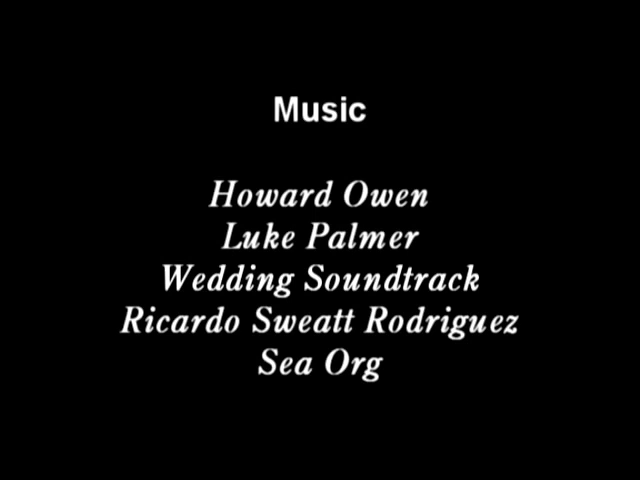 Music
Howard Owen
Luke Palmer
Wedding Soundtrack
Ricardo Sweatt Rodriguez
Sea Org